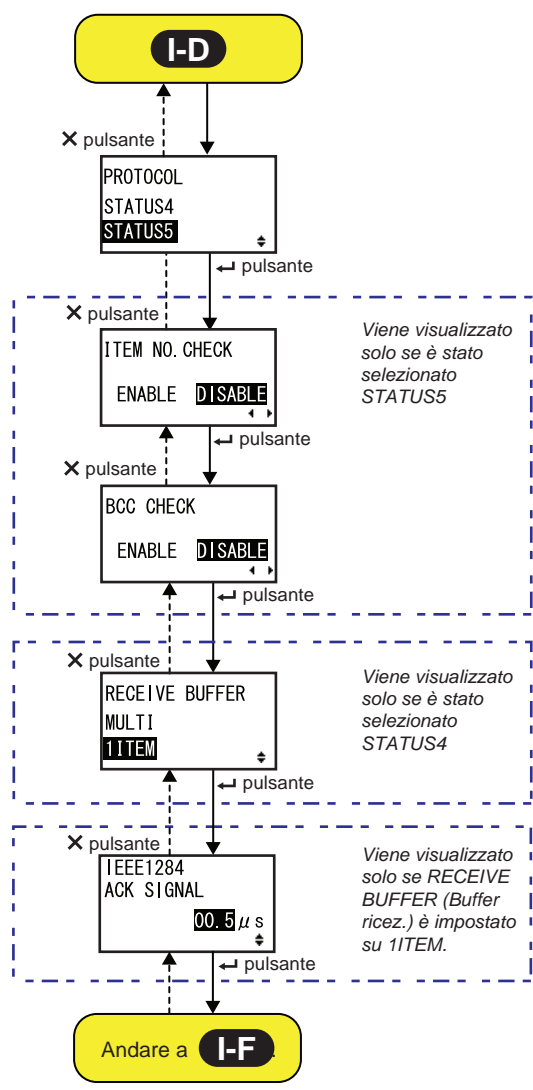 I-D
× pulsante
PROTOCOL
STATUS4
STATUS5
↵ pulsante
× pulsante
ITEM NO. CHECK
ENABLE DISABLE
Viene visualizzato
solo se è stato
selezionato
STATUS5
↵ pulsante
× pulsante
BCC CHECK
ENABLE DISABLE
↵ pulsante
× pulsante
RECEIVE BUFFER
MULTI
1ITEM
Viene visualizzato
solo se è stato
selezionato
STATUS4
↵ pulsante
× pulsante
IEEE1284
ACK SIGNAL
00.5 μs
Viene visualizzato
solo se RECEIVE
BUFFER (Buffer
ricez.) è impostato
su 1ITEM.
↵ pulsante
Andare a I-F.